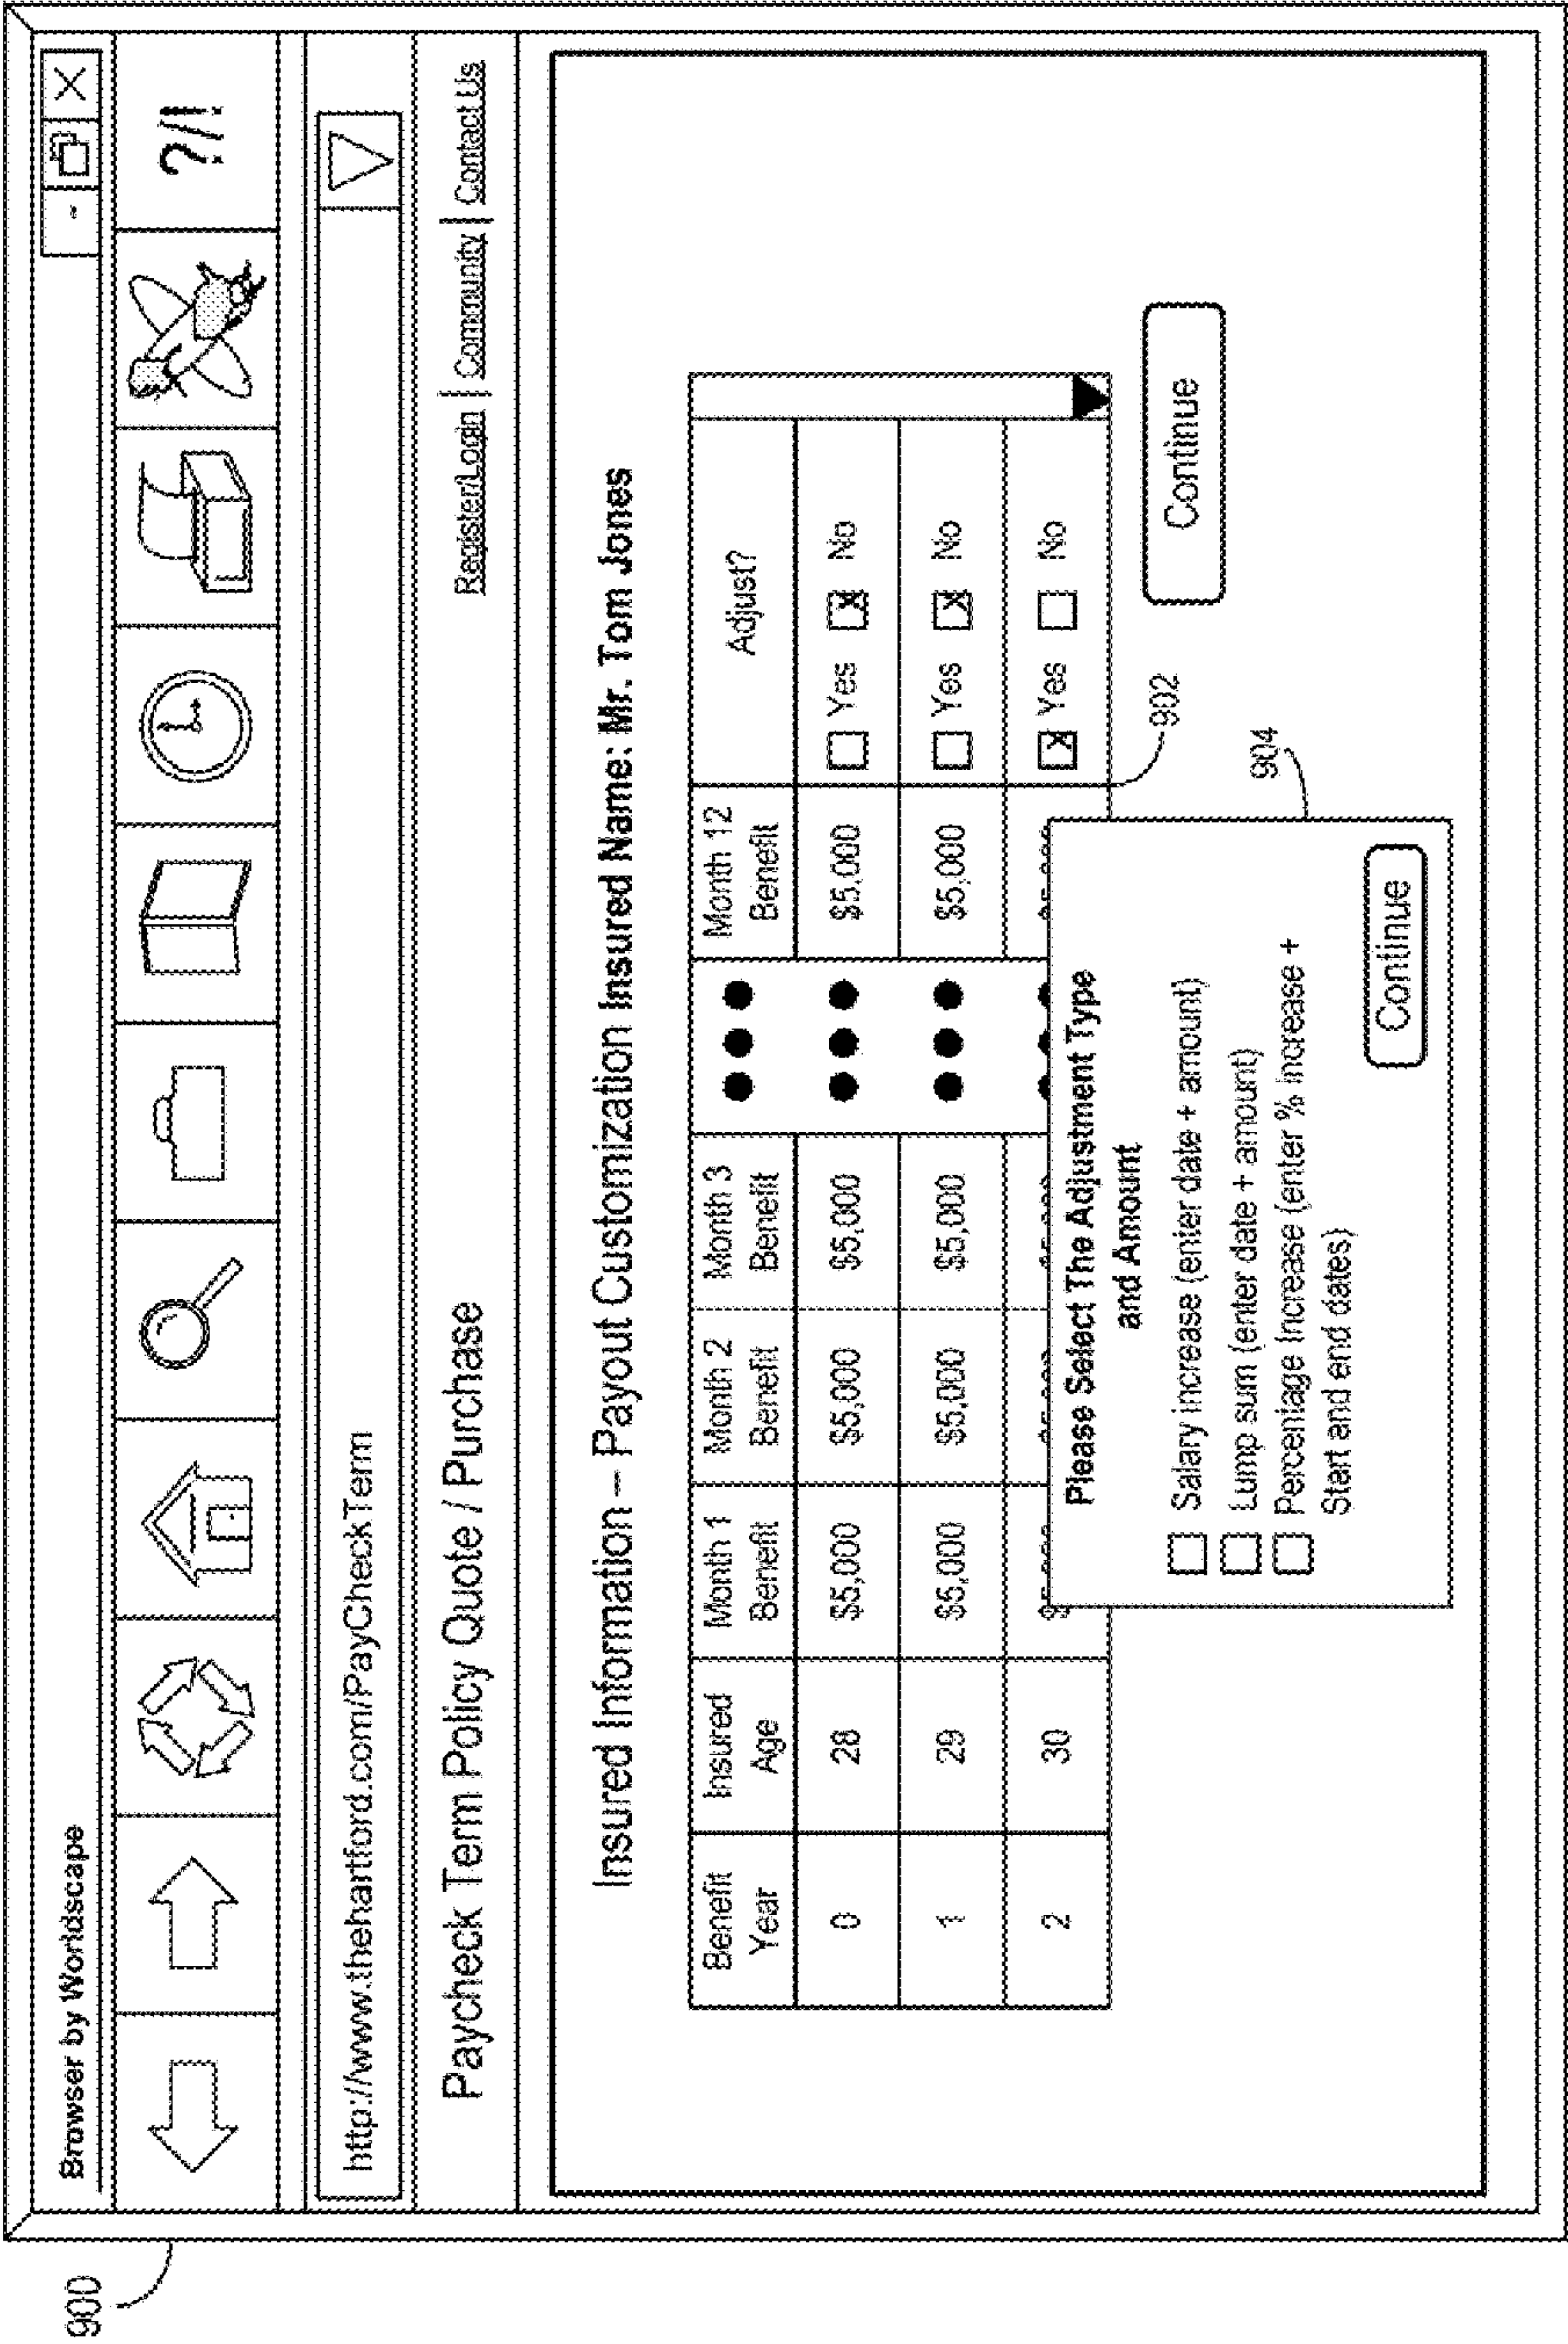 900
Browser by Worldscape
- X
?/!
http://www.thehartford.com/PayCheckTerm
Paycheck Term Policy Quote / Purchase
Register/Login | Community | Contact Us
Insured Information – Payout Customization Insured Name: Mr. Tom Jones
Benefit Year | Insured Age | Month 1 Benefit | Month 2 Benefit | Month 3 Benefit | Month 12 Benefit | Adjust?
0 28 $5,000 $5,000 $5,000 $5,000 Yes X No
1 29 $5,000 $5,000 $5,000 $5,000 Yes X No
2 30 X Yes No
902
904
Please Select The Adjustment Type
and Amount
Salary increase (enter date + amount)
Lump sum (enter date + amount)
Percentage Increase (enter % increase +
Start and end dates)
Continue
Continue